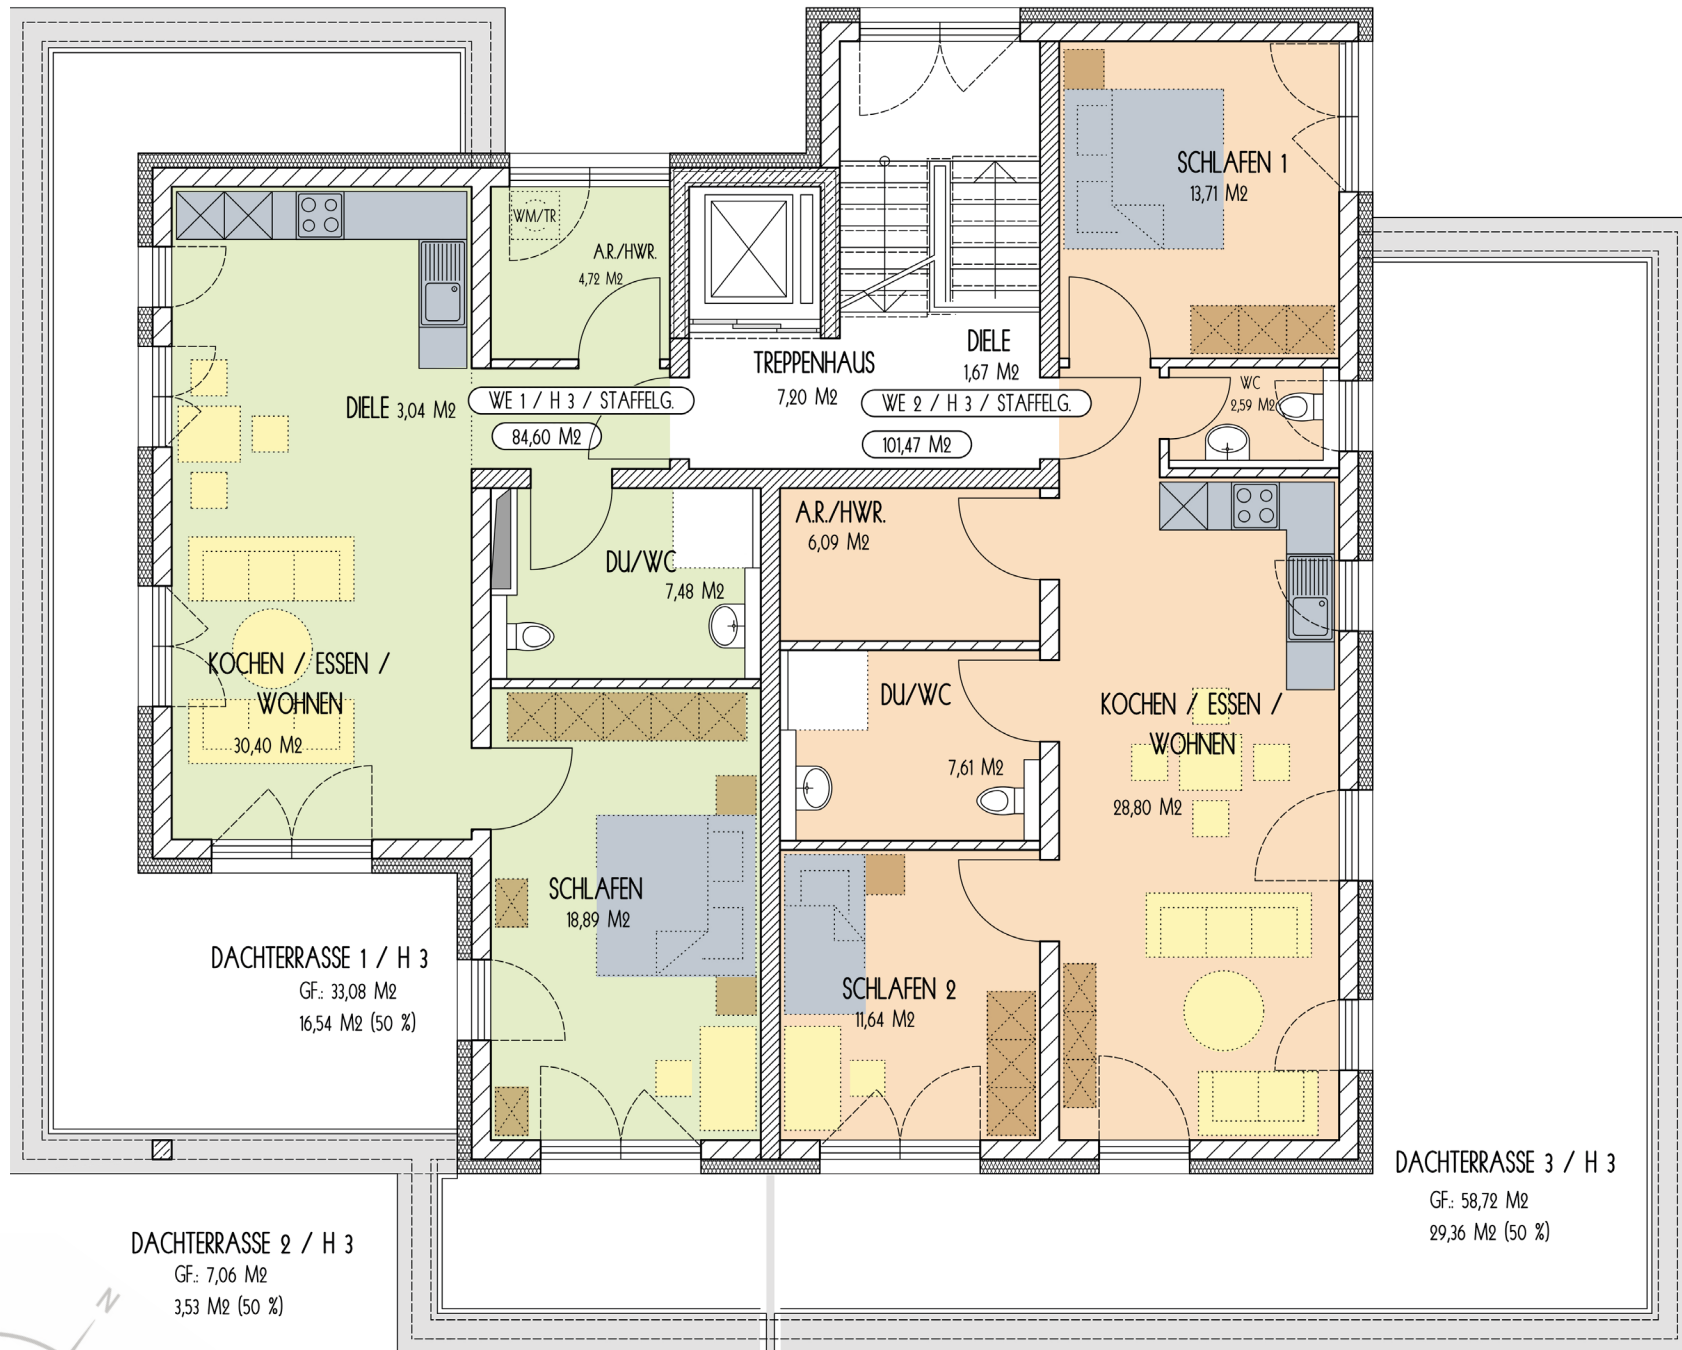 SCHLAFEN 1
13,71 M2
WM/TR
A.R./HWR.
4,72 M2
DIELE
1,67 M2
TREPPENHAUS
7,20 M2
DIELE 3,04 M2
WE 1 / H 3 / STAFFELG.
84,60 M2
WE 2 / H 3 / STAFFELG.
101,47 M2
WC
2,59 M2
A.R./HWR.
6,09 M2
DU/WC
7,48 M2
KOCHEN / ESSEN /
WOHNEN
30,40 M2
DU/WC
7,61 M2
KOCHEN / ESSEN /
WOHNEN
28,80 M2
SCHLAFEN
18,89 M2
SCHLAFEN 2
11,64 M2
DACHTERRASSE 1 / H 3
GF.: 33,08 M2
16,54 M2 (50 %)
DACHTERRASSE 3 / H 3
GF.: 58,72 M2
29,36 M2 (50 %)
DACHTERRASSE 2 / H 3
GF.: 7,06 M2
3,53 M2 (50 %)
N